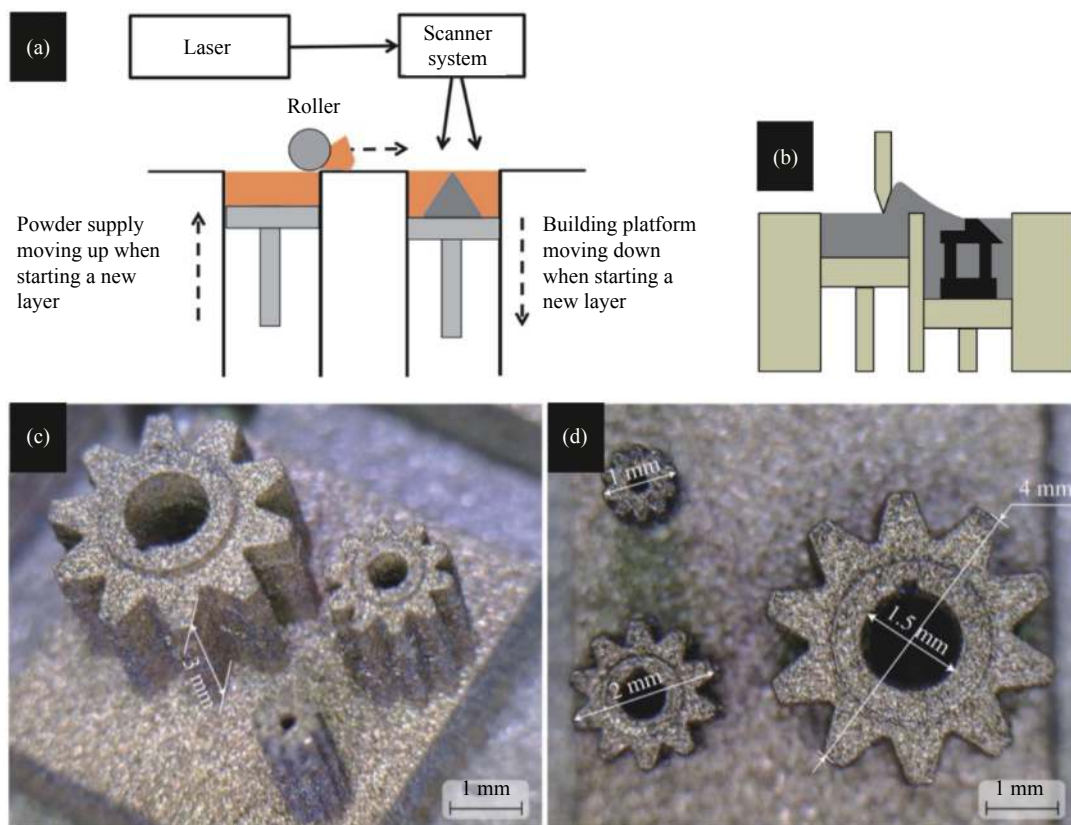 (a)
Laser
Scanner
system
Roller
Powder supply
moving up when
starting a new
layer
Building platform
moving down
when starting a
new layer
(b)
(c)
3 mm
1 mm
(d)
1 mm
4 mm
1.5 mm
2 mm
1 mm